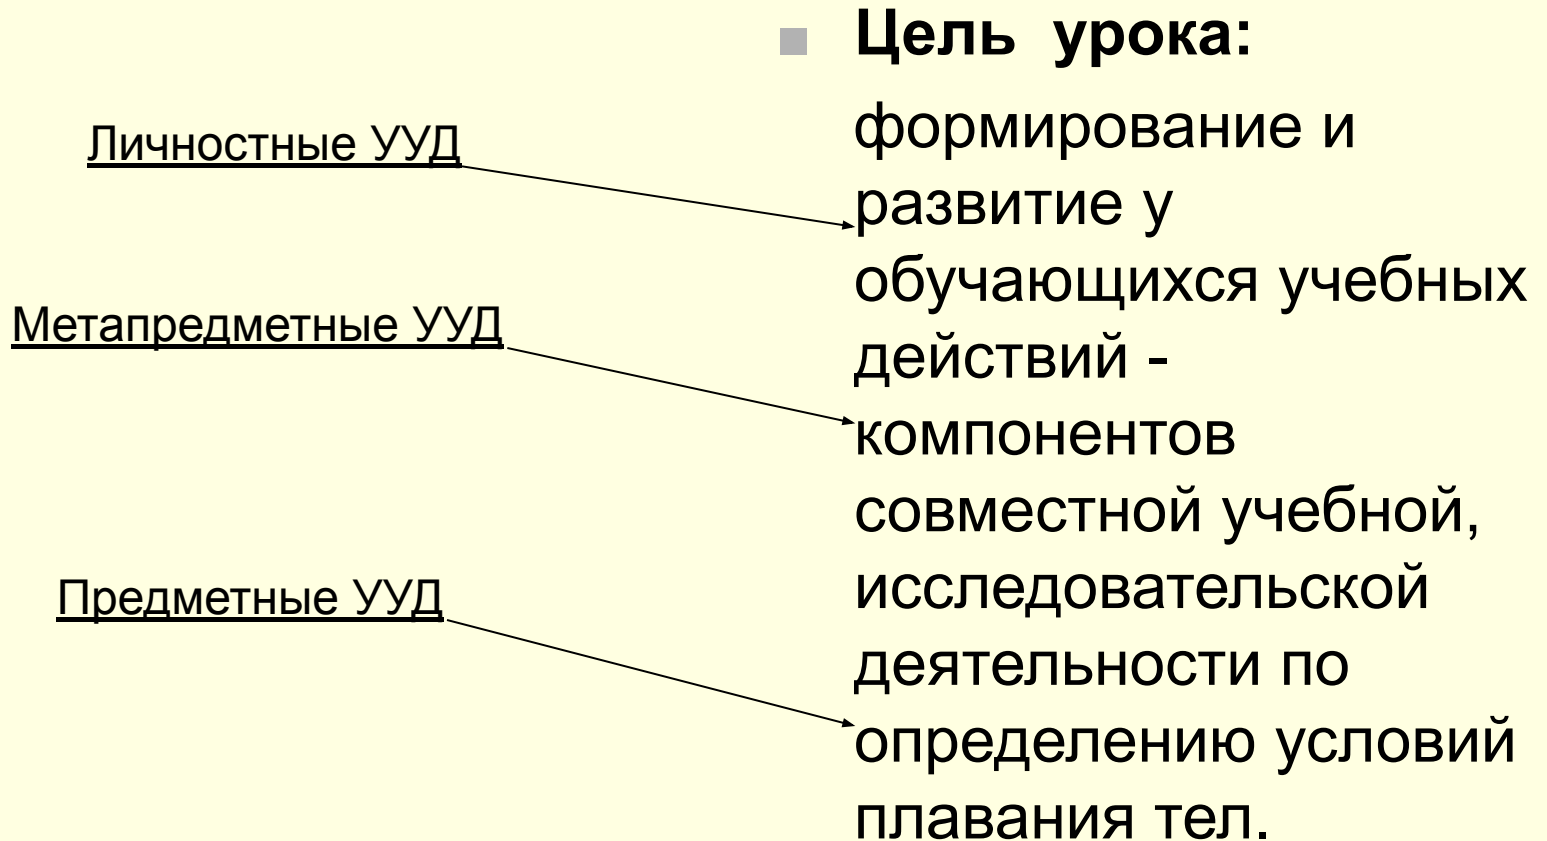 Личностные УУД
Метапредметные УУД
Предметные УУД
Цель урока:
формирование и
развитие у
обучающихся учебных
действий -
компонентов
совместной учебной,
исследовательской
деятельности по
определению условий
плавания тел.